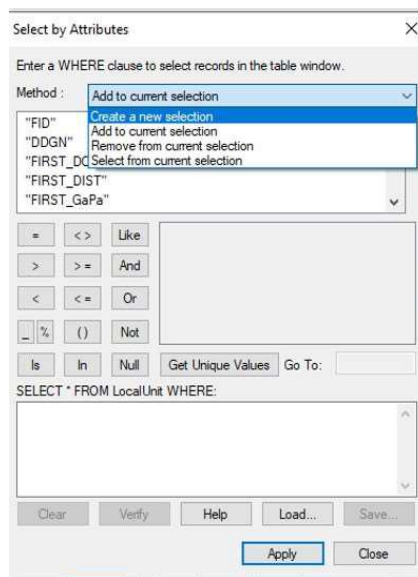 Select by Attributes
Enter a WHERE clause to select records in the table window.
Method : Add to current selection
Create a new selection
Add to current selection
Remove from current selection
Select from current selection
"FID"
"DDGN"
"FIRST_DC
"FIRST_DIST"
"FIRST_GaPa"
= < > Like
> > = And
< < = Or
_ % () Not
Is In Null Get Unique Values Go To:
SELECT * FROM LocalUnit WHERE:
Clear Verify Help Load... Save...
Apply Close